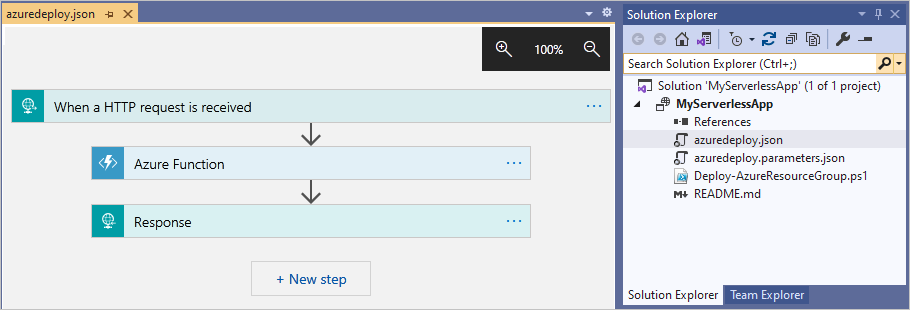 azuredeploy.json
100%
When a HTTP request is received
...
Azure Function
...
Response
...
+ New step
Solution Explorer
Search Solution Explorer (Ctrl+;)
Solution 'MyServerlessApp' (1 of 1 project)
MyServerlessApp
References
azuredeploy.json
azuredeploy.parameters.json
Deploy-AzureResourceGroup.ps1
README.md
Solution Explorer Team Explorer